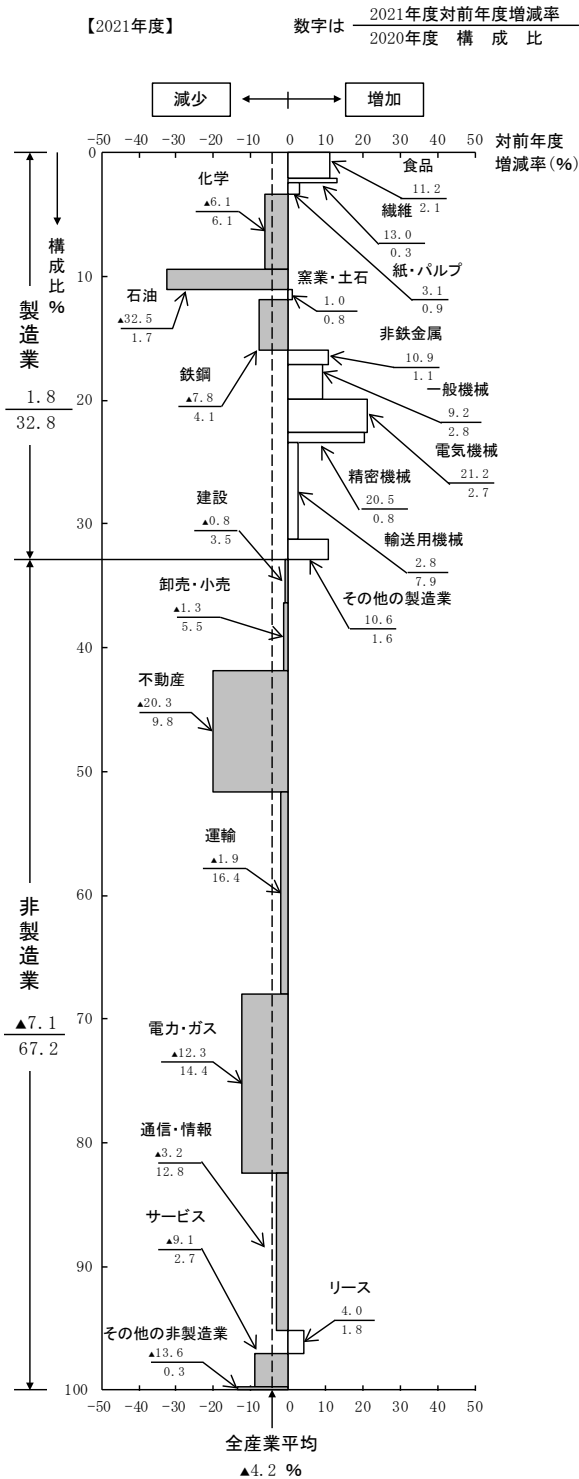 【2021年度】
数字は 2021年度対前年度増減率
2020年度 構 成 比
減少
増加
-50 -40 -30 -20 -10 0 10 20 30 40 50
対前年度
増減率(%)
0
10
20
30
40
50
60
70
80
90
100
構成比%
製造業
1.8
32.8
非製造業
▲7.1
67.2
食品
11.2
2.1
繊維
13.0
0.3
紙・パルプ
3.1
0.9
化学
▲6.1
6.1
石油
▲32.5
1.7
窯業・土石
1.0
0.8
鉄鋼
▲7.8
4.1
非鉄金属
10.9
1.1
一般機械
9.2
2.8
電気機械
21.2
2.7
精密機械
20.5
0.8
輸送用機械
2.8
7.9
その他の製造業
10.6
1.6
建設
▲0.8
3.5
卸売・小売
▲1.3
5.5
不動産
▲20.3
9.8
運輸
▲1.9
16.4
電力・ガス
▲12.3
14.4
通信・情報
▲3.2
12.8
リース
4.0
1.8
サービス
▲9.1
2.7
その他の非製造業
▲13.6
0.3
-50 -40 -30 -20 -10 0 10 20 30 40 50
全産業平均
▲4.2 %